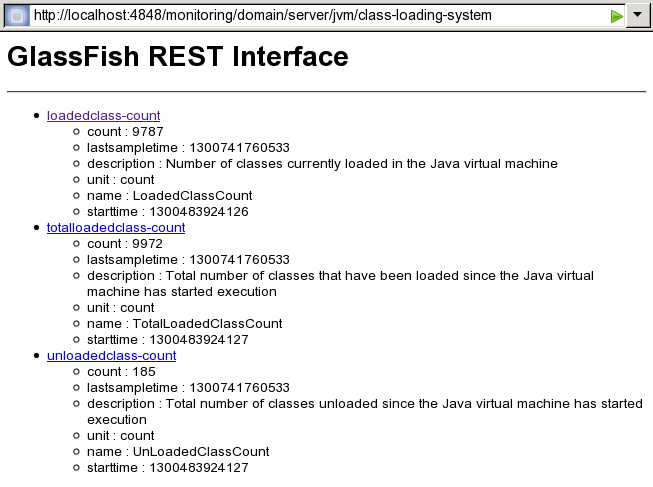 http://localhost:4848/monitoring/domain/server/jvm/class-loading-system
GlassFish REST Interface
loadedclass-count
count : 9787
lastsampletime : 1300741760533
description : Number of classes currently loaded in the Java virtual machine
unit : count
name : LoadedClassCount
starttime : 1300483924126
totalloadedclass-count
count : 9972
lastsampletime : 1300741760533
description : Total number of classes that have been loaded since the Java virtual
machine has started execution
unit : count
name : TotalLoadedClassCount
starttime : 1300483924127
unloadedclass-count
count : 185
lastsampletime : 1300741760533
description : Total number of classes unloaded since the Java virtual machine has started
execution
unit : count
name : UnLoadedClassCount
starttime : 1300483924127